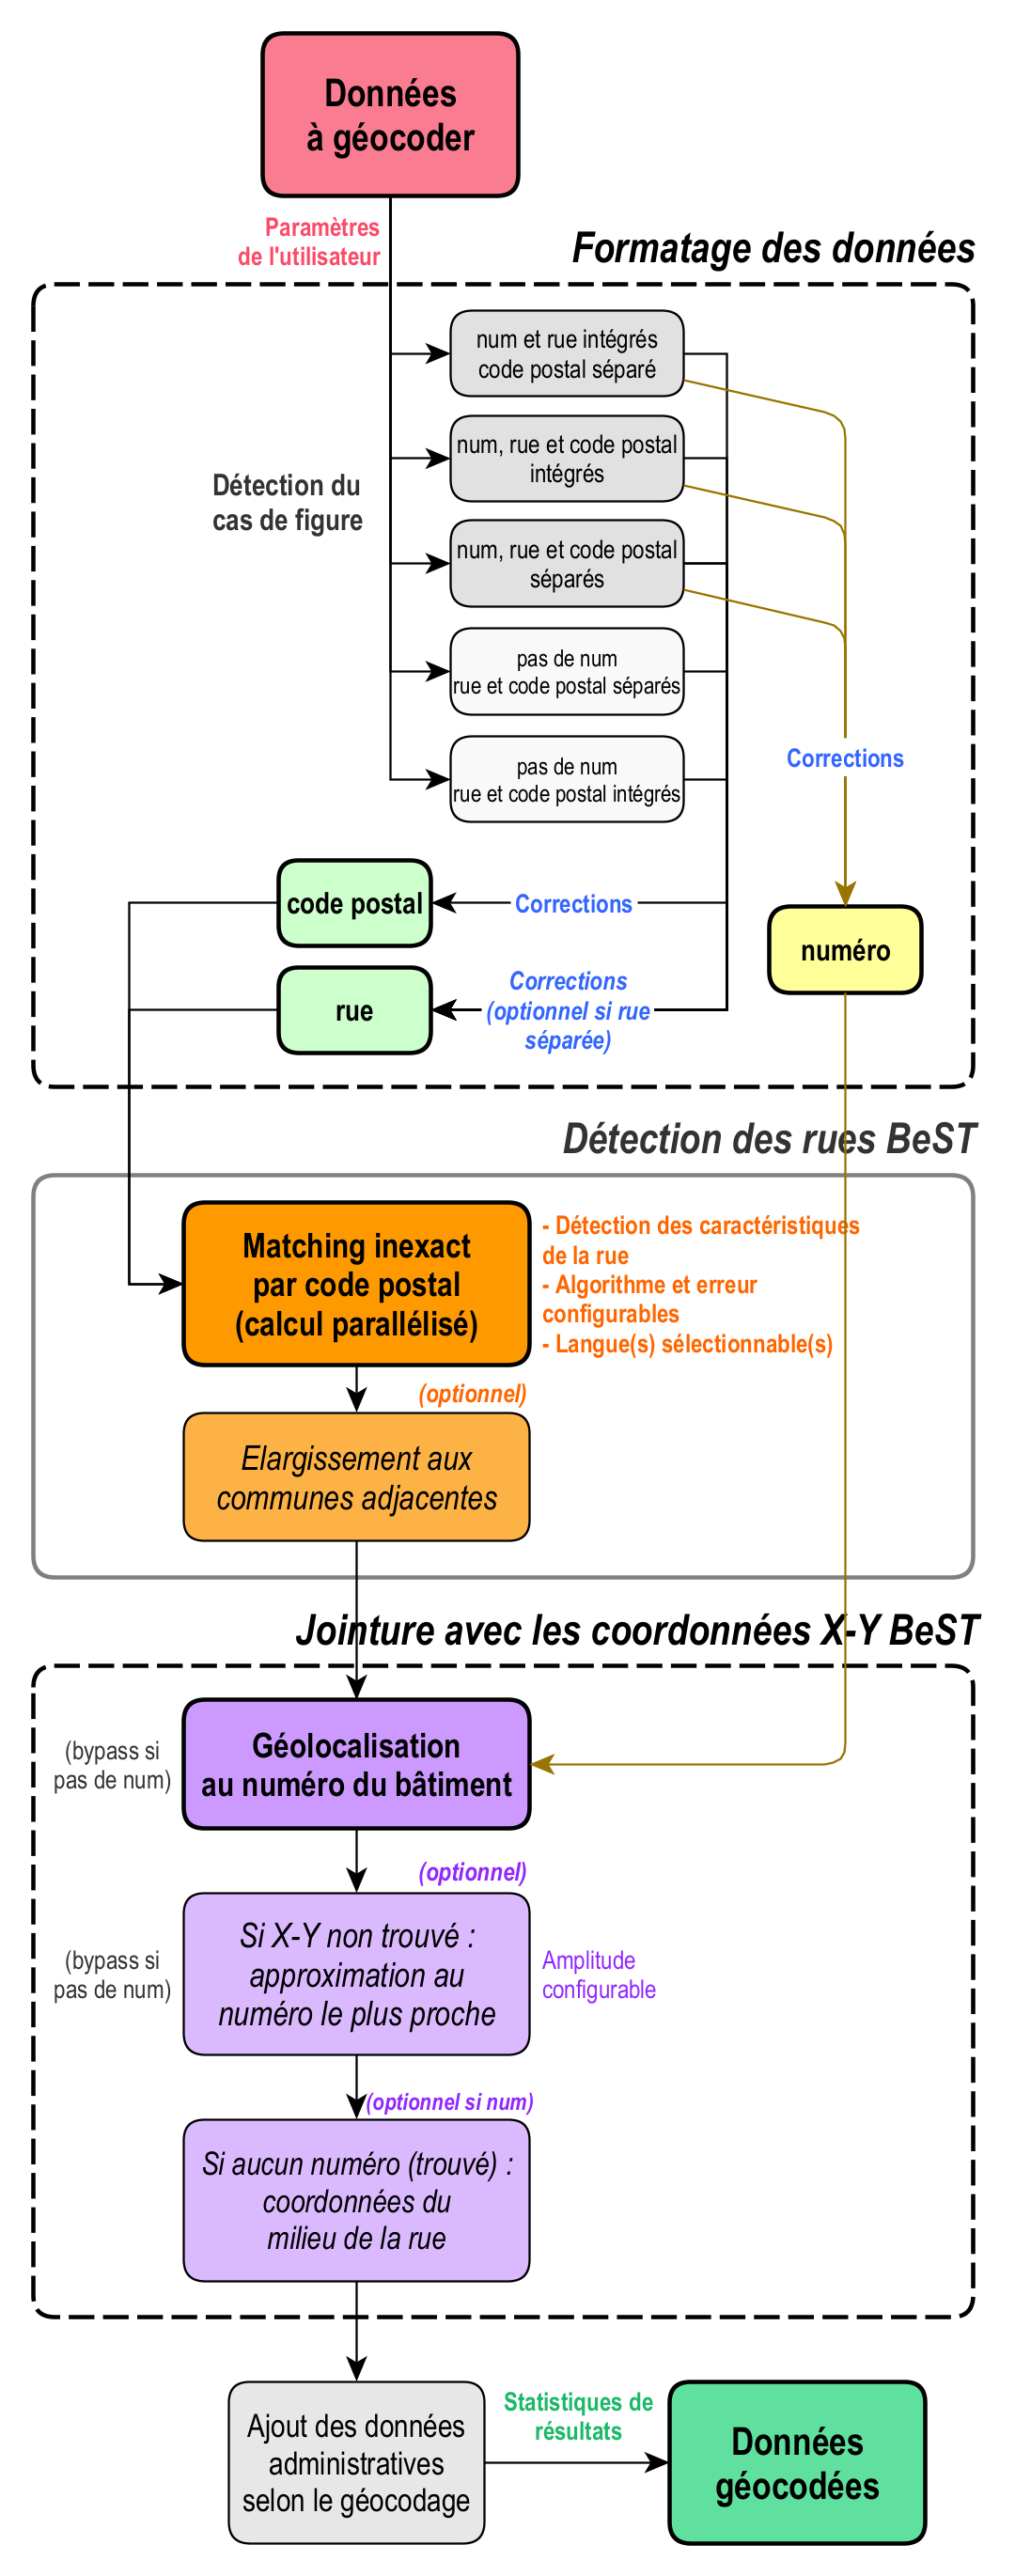 Données
à géocoder
Paramètres
de l'utilisateur
Formatage des données
num et rue intégrés
code postal séparé
num, rue et code postal
intégrés
Détection du
cas de figure
num, rue et code postal
séparés
pas de num
rue et code postal séparés
pas de num
rue et code postal intégrés
Corrections
code postal
Corrections
numéro
rue
Corrections
(optionnel si rue
séparée)
Détection des rues BeST
Matching inexact
par code postal
(calcul parallélisé)
- Détection des caractéristiques
de la rue
- Algorithme et erreur
configurables
- Langue(s) sélectionnable(s)
(optionnel)
Elargissement aux
communes adjacentes
Jointure avec les coordonnées X-Y BeST
(bypass si
pas de num)
Géolocalisation
au numéro du bâtiment
(optionnel)
(bypass si
pas de num)
Si X-Y non trouvé :
approximation au
numéro le plus proche
Amplitude
configurable
(optionnel si num)
Si aucun numéro (trouvé) :
coordonnées du
milieu de la rue
Ajout des données
administratives
selon le géocodage
Statistiques de
résultats
Données
géocodées